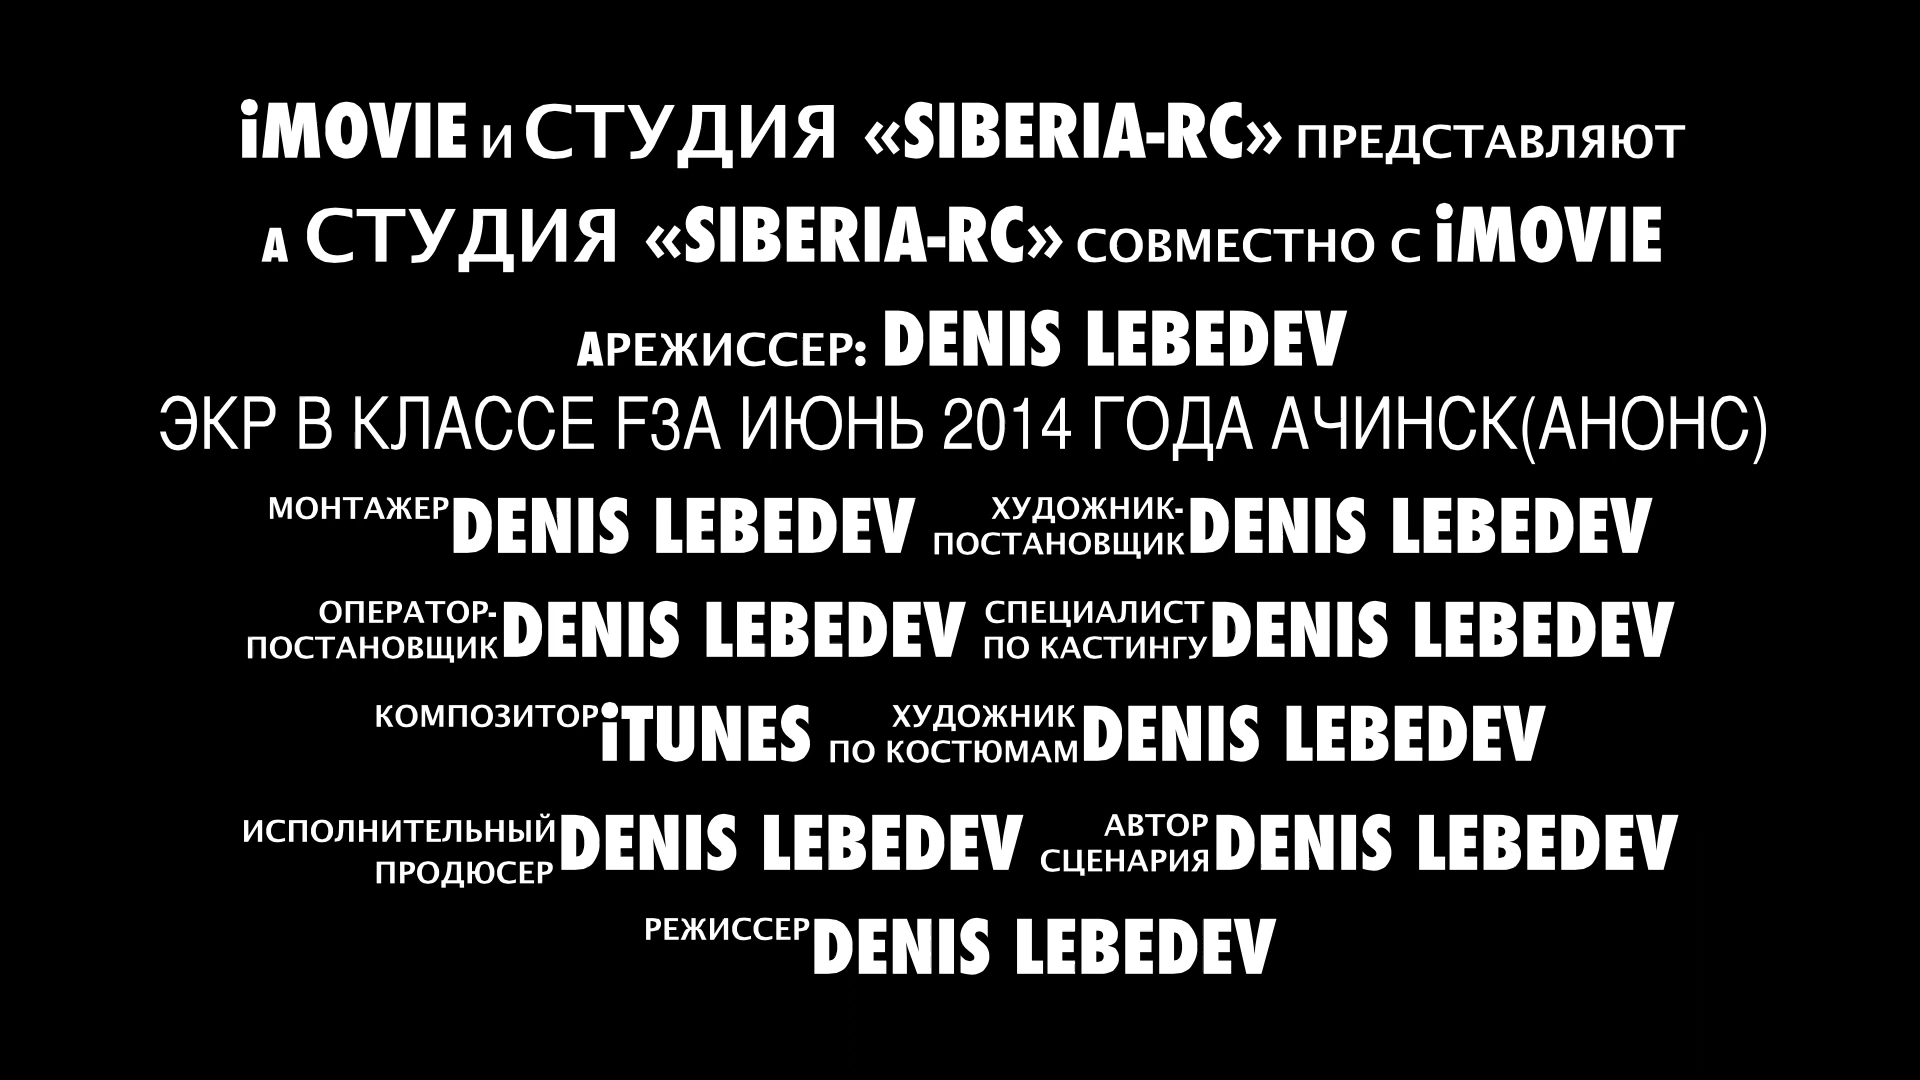 iMOVIE И СТУДИЯ «SIBERIA-RC» ПРЕДСТАВЛЯЮТ
A СТУДИЯ «SIBERIA-RC» СОВМЕСТНО С iMOVIE
AРЕЖИССЕР: DENIS LEBEDEV
ЭКР В КЛАССЕ F3A ИЮНЬ 2014 ГОДА АЧИНСК(АНОНС)
МОНТАЖЕР DENIS LEBEDEV ХУДОЖНИК-ПОСТАНОВЩИК DENIS LEBEDEV
ОПЕРАТОР-ПОСТАНОВЩИК DENIS LEBEDEV СПЕЦИАЛИСТ ПО КАСТИНГУ DENIS LEBEDEV
КОМПОЗИТОР iTUNES ХУДОЖНИК ПО КОСТЮМАМ DENIS LEBEDEV
ИСПОЛНИТЕЛЬНЫЙ ПРОДЮСЕР DENIS LEBEDEV АВТОР СЦЕНАРИЯ DENIS LEBEDEV
РЕЖИССЕР DENIS LEBEDEV